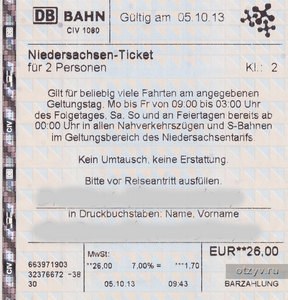 DB BAHN Gültig am 05.10.13
CIV 1080
Niedersachsen-Ticket
für 2 Personen Kl.: 2
Gilt für beliebig viele Fahrten am angegebenen
Geltungstag, Mo bis Fr von 09:00 bis 03:00 Uhr
des Folgetages, Sa, So und an Feiertagen bereits ab
00:00 Uhr in allen Nahverkehrszügen und S-Bahnen
im Geltungsbereich des Niedersachsentarifs
Kein Umtausch, keine Erstattung.
Bitte vor Reiseantritt ausfüllen.
in Druckbuchstaben: Name, Vorname
MwSt: EUR**26,00
663971903 **26,00 7,00% = ***1,70
32376672 -38
30 05.10.13 09:43 BARZAHLUNG
otzyv.ru
CIV
DB
CIV